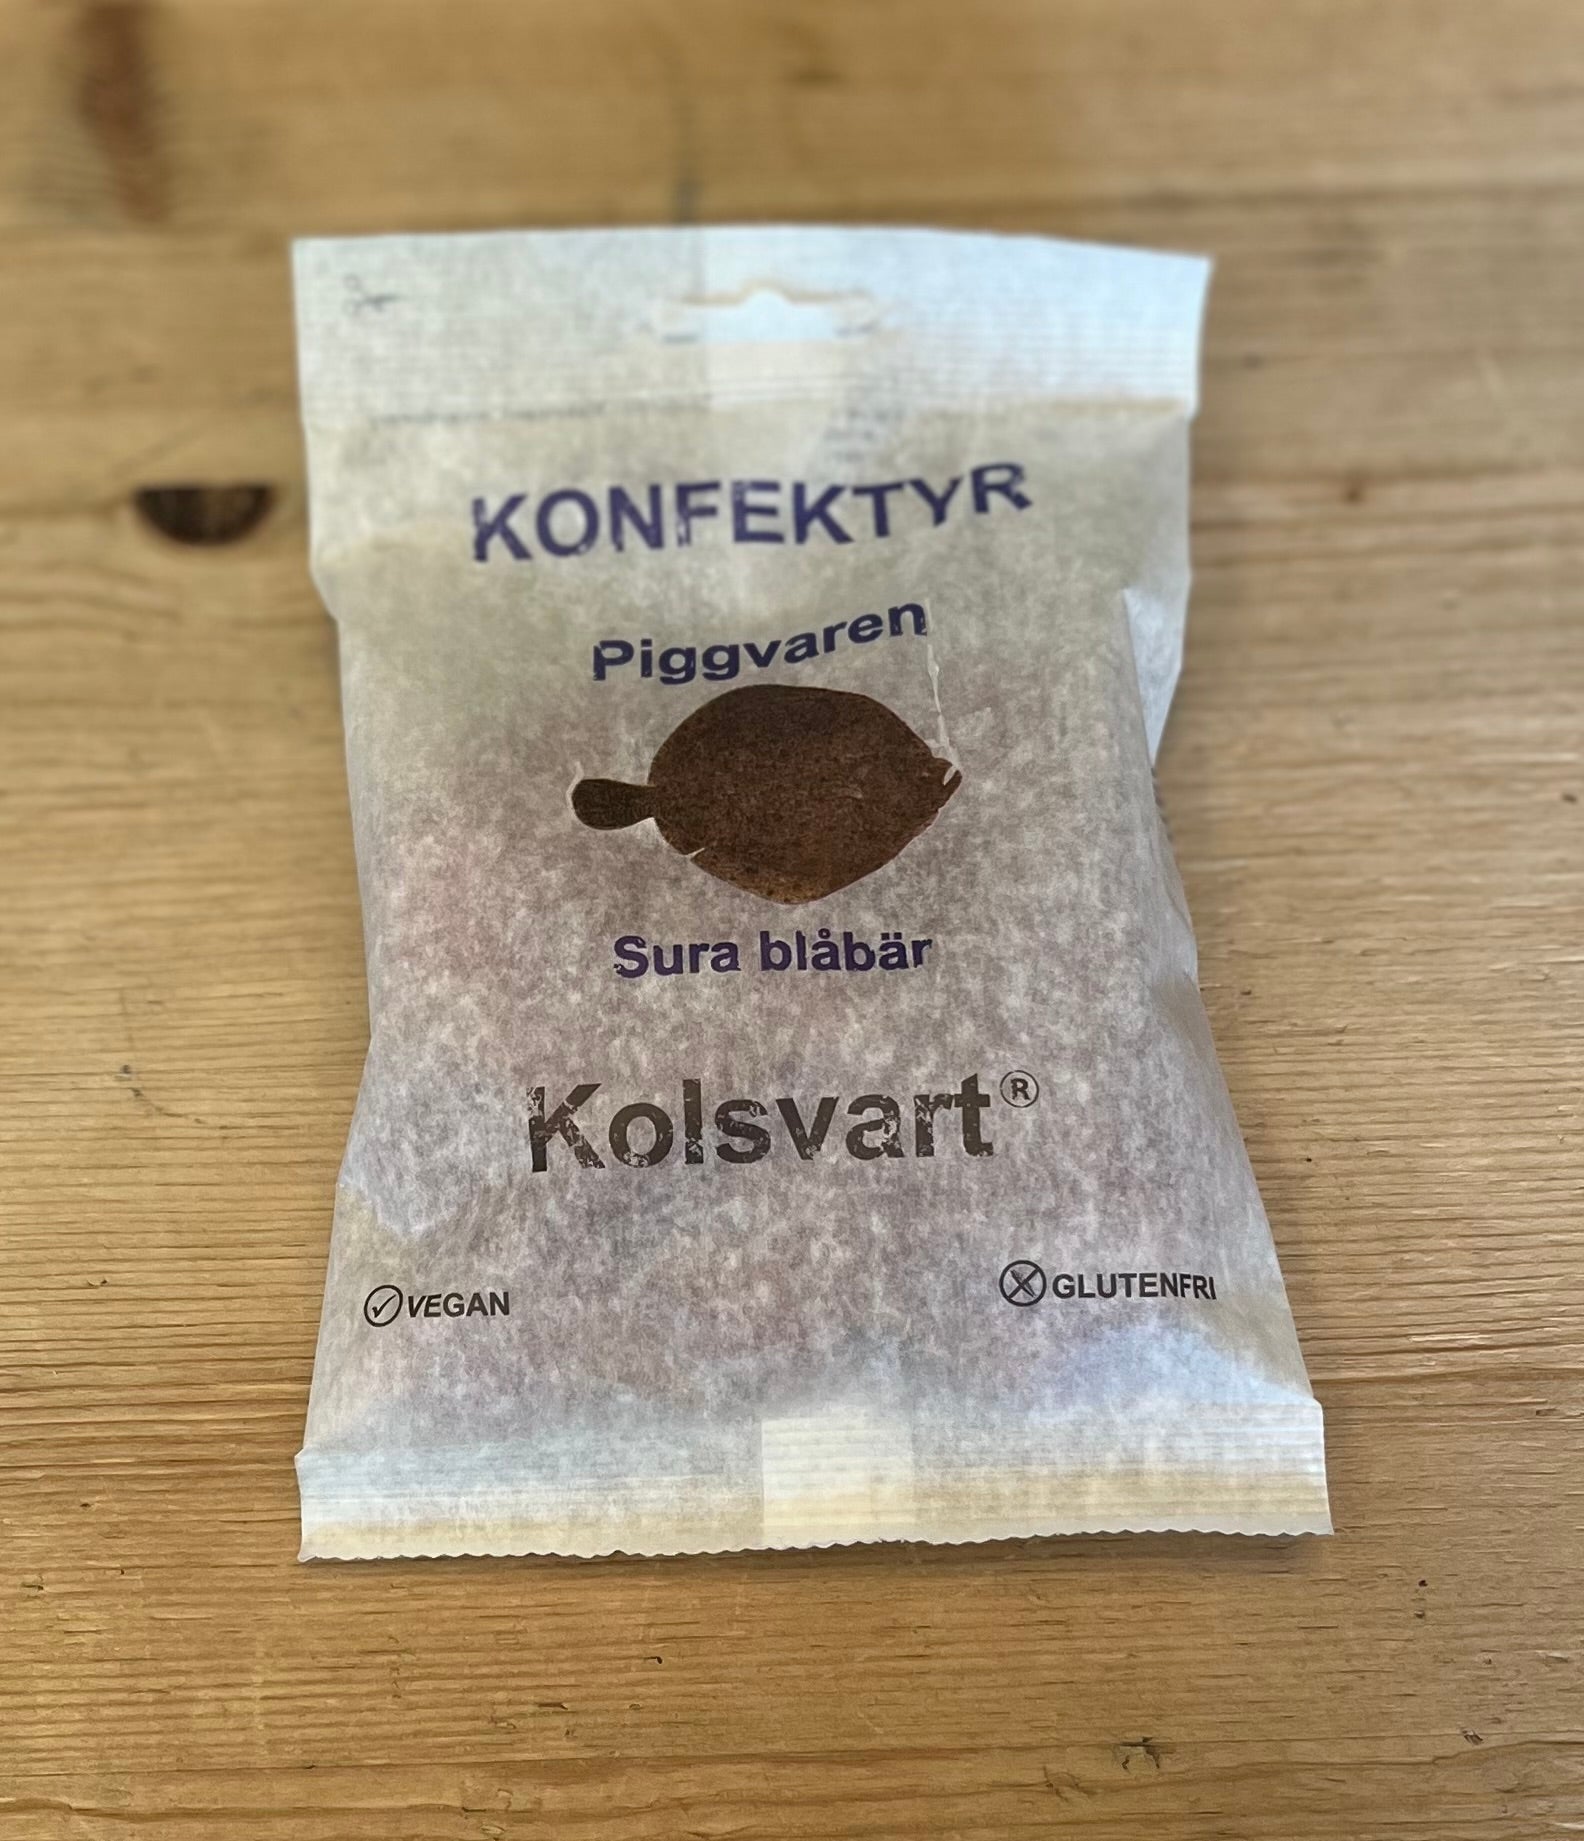 KONFEKTYR
Piggvaren
Sura blåbär
Kolsvart®
VEGAN
GLUTENFRI